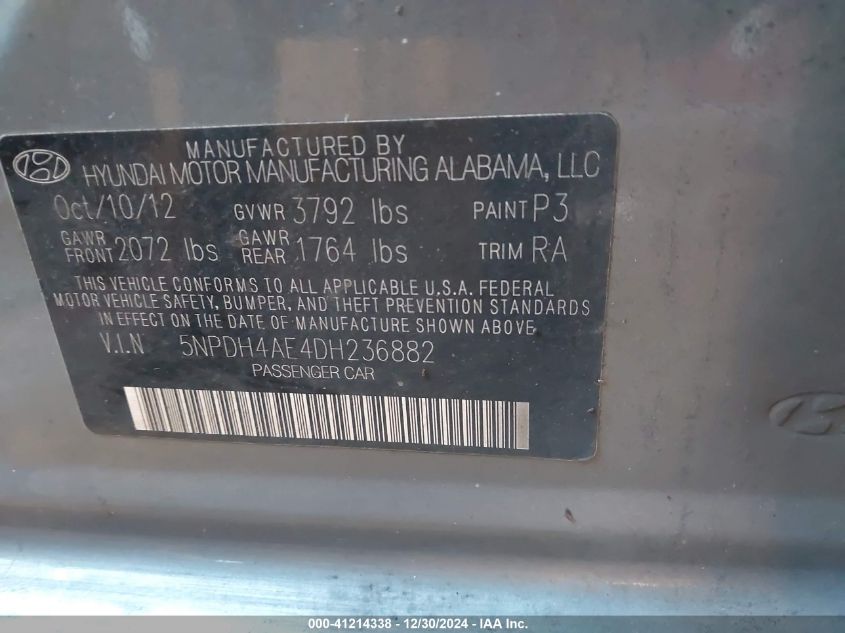 MANUFACTURED BY
HYUNDAI MOTOR MANUFACTURING ALABAMA, LLC
Oct/10/12 GVWR 3792 lbs PAINT P3
GAWR FRONT 2072 lbs GAWR REAR 1764 lbs TRIM RA
THIS VEHICLE CONFORMS TO ALL APPLICABLE U.S.A. FEDERAL
MOTOR VEHICLE SAFETY, BUMPER, AND THEFT PREVENTION STANDARDS
IN EFFECT ON THE DATE OF MANUFACTURE SHOWN ABOVE.
V.I.N 5NPDH4AE4DH236882
PASSENGER CAR
000-41214338 - 12/30/2024 - IAA Inc.